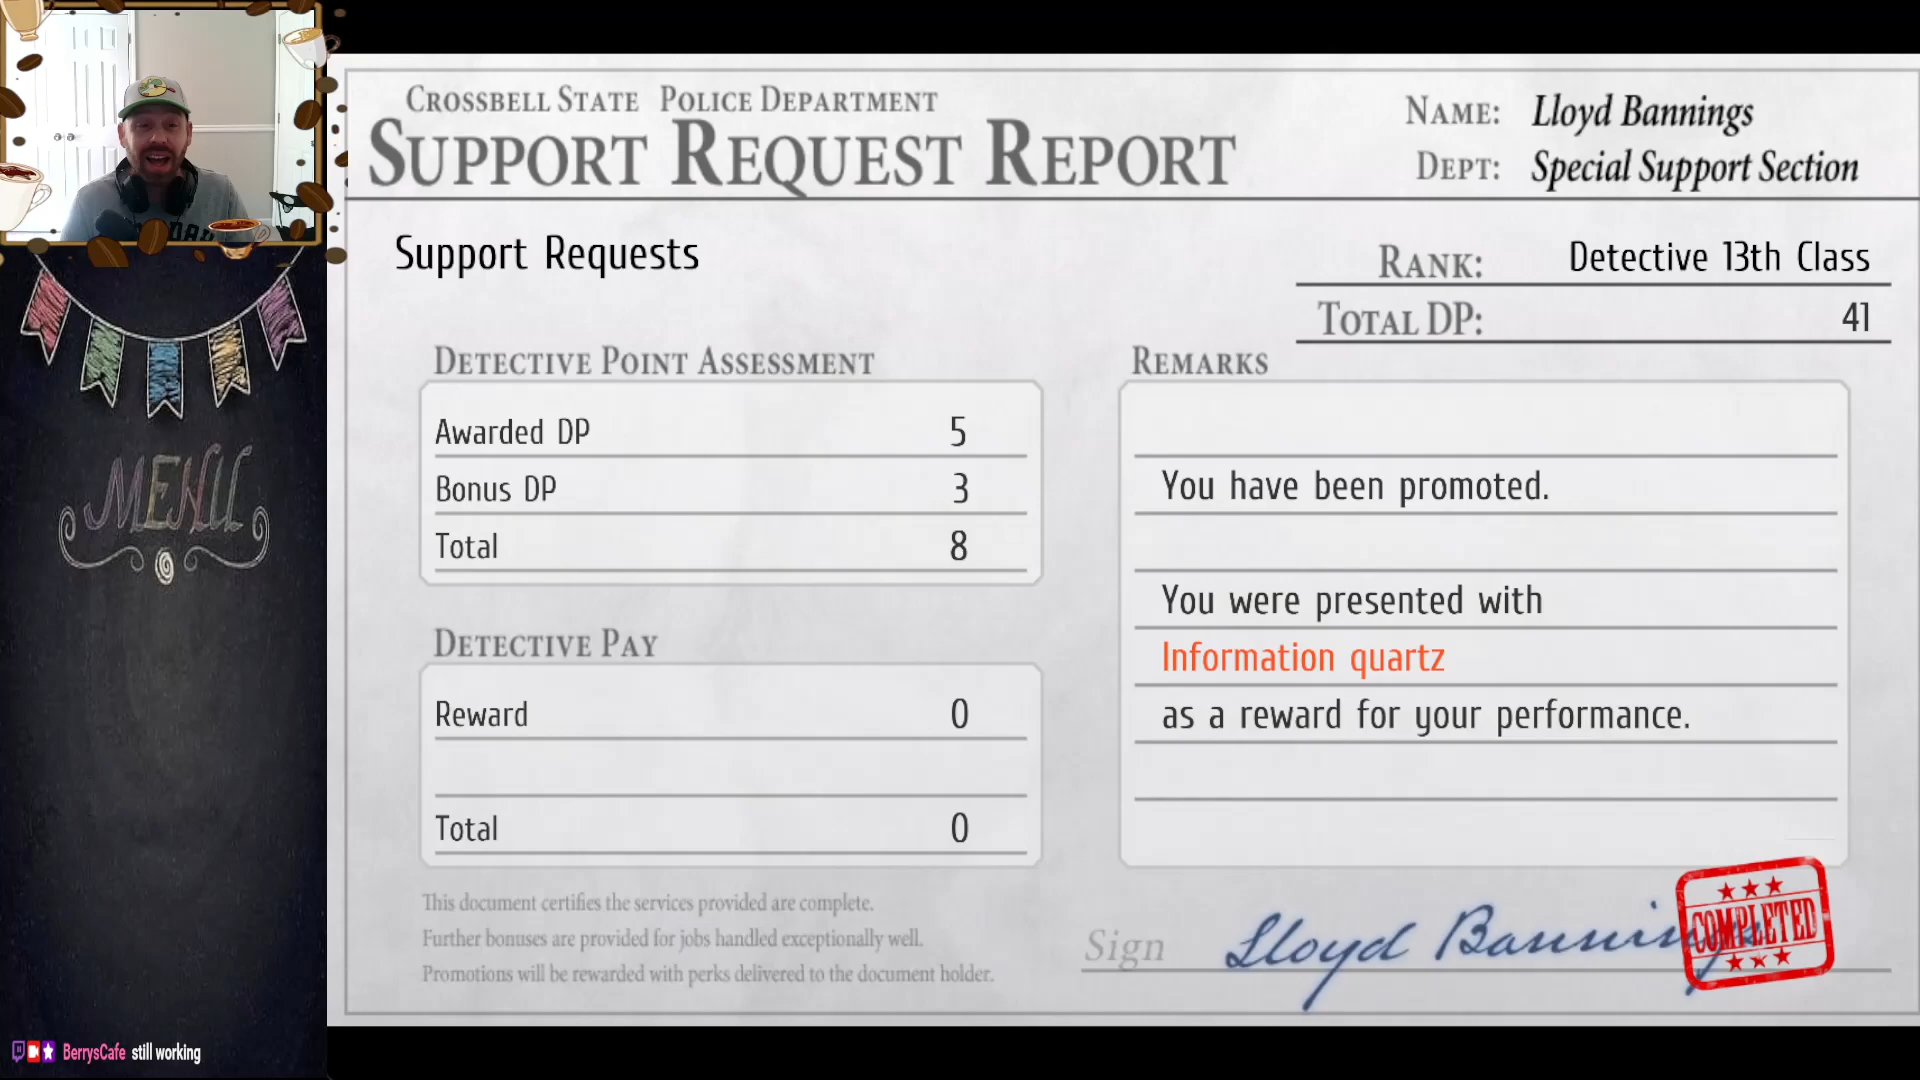 CROSSBELL STATE POLICE DEPARTMENT
SUPPORT REQUEST REPORT
NAME: Lloyd Bannings
DEPT: Special Support Section
Support Requests
RANK: Detective 13th Class
TOTAL DP: 41
DETECTIVE POINT ASSESSMENT
Awarded DP 5
Bonus DP 3
Total 8
DETECTIVE PAY
Reward 0
Total 0
REMARKS
You have been promoted.
You were presented with
Information quartz
as a reward for your performance.
This document certifies the services provided are complete.
Further bonuses are provided for jobs handled exceptionally well.
Promotions will be rewarded with perks delivered to the document holder.
Sign Lloyd Bannings
COMPLETED
MENU
BerrysCafe still working